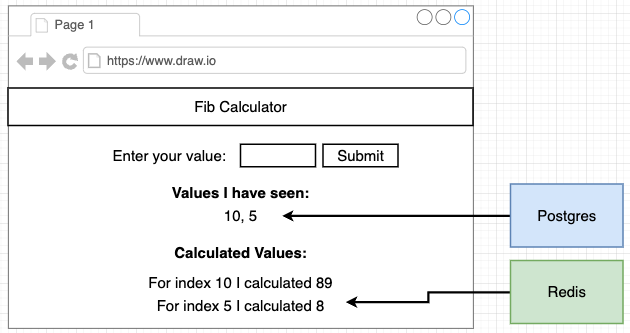 Page 1
https://www.draw.io
Fib Calculator
Enter your value: Submit
Values I have seen:
10, 5
Postgres
Calculated Values:
For index 10 I calculated 89
For index 5 I calculated 8
Redis